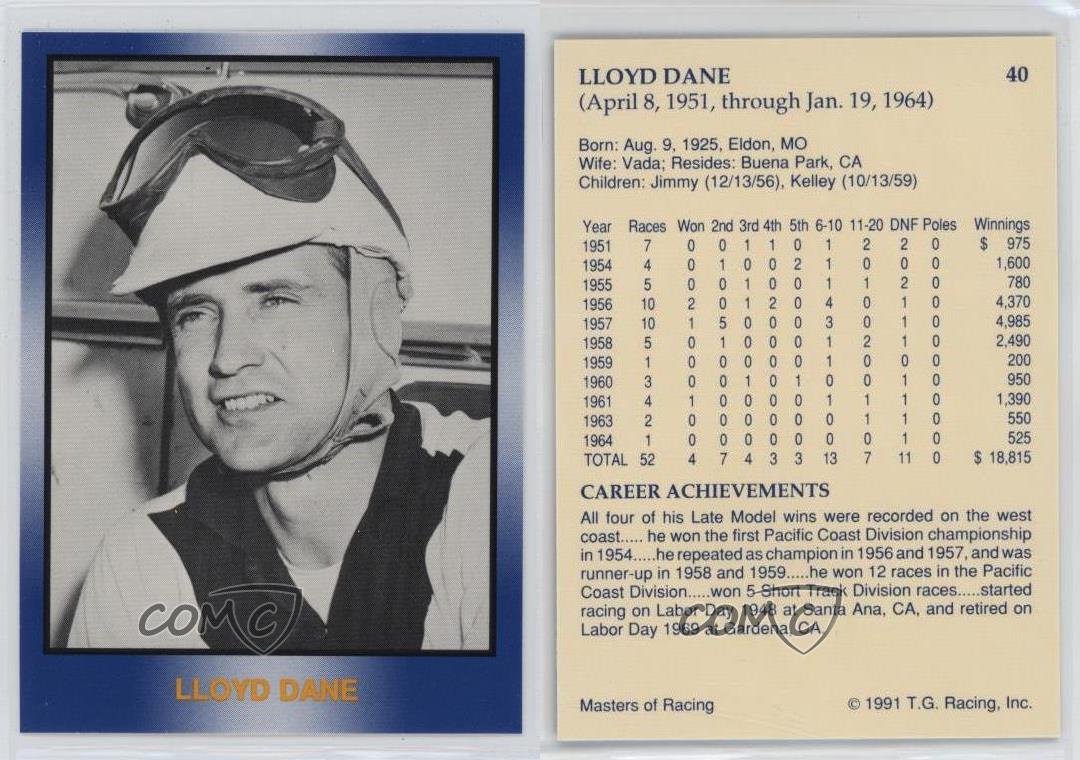 LLOYD DANE
COMC
LLOYD DANE 40
(April 8, 1951, through Jan. 19, 1964)
Born: Aug. 9, 1925, Eldon, MO
Wife: Vada; Resides: Buena Park, CA
Children: Jimmy (12/13/56), Kelley (10/13/59)
Year Races Won 2nd 3rd 4th 5th 6-10 11-20 DNF Poles Winnings
1951 7 0 0 1 1 0 1 2 2 0 $ 975
1954 4 0 1 0 0 2 1 0 0 0 1,600
1955 5 0 0 1 0 0 1 1 2 0 780
1956 10 2 0 1 2 0 4 0 1 0 4,370
1957 10 1 5 0 0 0 3 0 1 0 4,985
1958 5 0 1 0 0 0 1 2 1 0 2,490
1959 1 0 0 0 0 0 1 0 0 0 200
1960 3 0 0 1 0 1 0 0 1 0 950
1961 4 1 0 0 0 0 1 1 1 0 1,390
1963 2 0 0 0 0 0 0 1 1 0 550
1964 1 0 0 0 0 0 0 0 1 0 525
TOTAL 52 4 7 4 3 3 13 7 11 0 $ 18,815
CAREER ACHIEVEMENTS
All four of his Late Model wins were recorded on the west
coast..... he won the first Pacific Coast Division championship
in 1954.....he repeated as champion in 1956 and 1957, and was
runner-up in 1958 and 1959.....he won 12 races in the Pacific
Coast Division.....won 5 Short Track Division races.....started
racing on Labor Day 1948 at Santa Ana, CA, and retired on
Labor Day 1969 at Gardena, CA.
COMC
Masters of Racing © 1991 T.G. Racing, Inc.